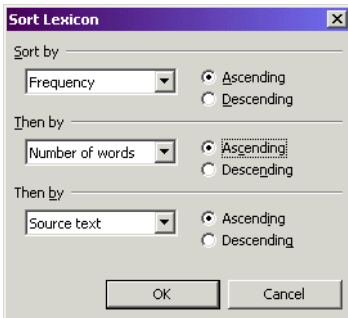 Sort Lexicon
Sort by
Frequency
Ascending
Descending
Then by
Number of words
Ascending
Descending
Then by
Source text
Ascending
Descending
OK Cancel